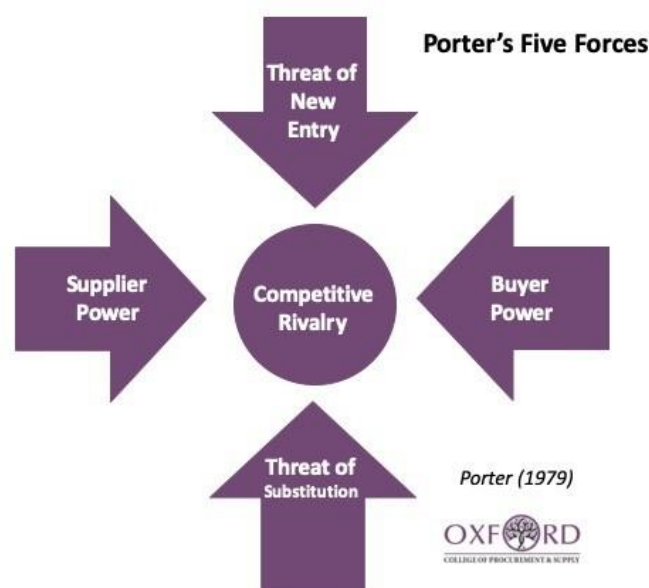 Porter's Five Forces
Threat of
New
Entry
Supplier
Power
Competitive
Rivalry
Buyer
Power
Threat of
Substitution
Porter (1979)
OXFORD
COLLEGE OF PROCUREMENT & SUPPLY